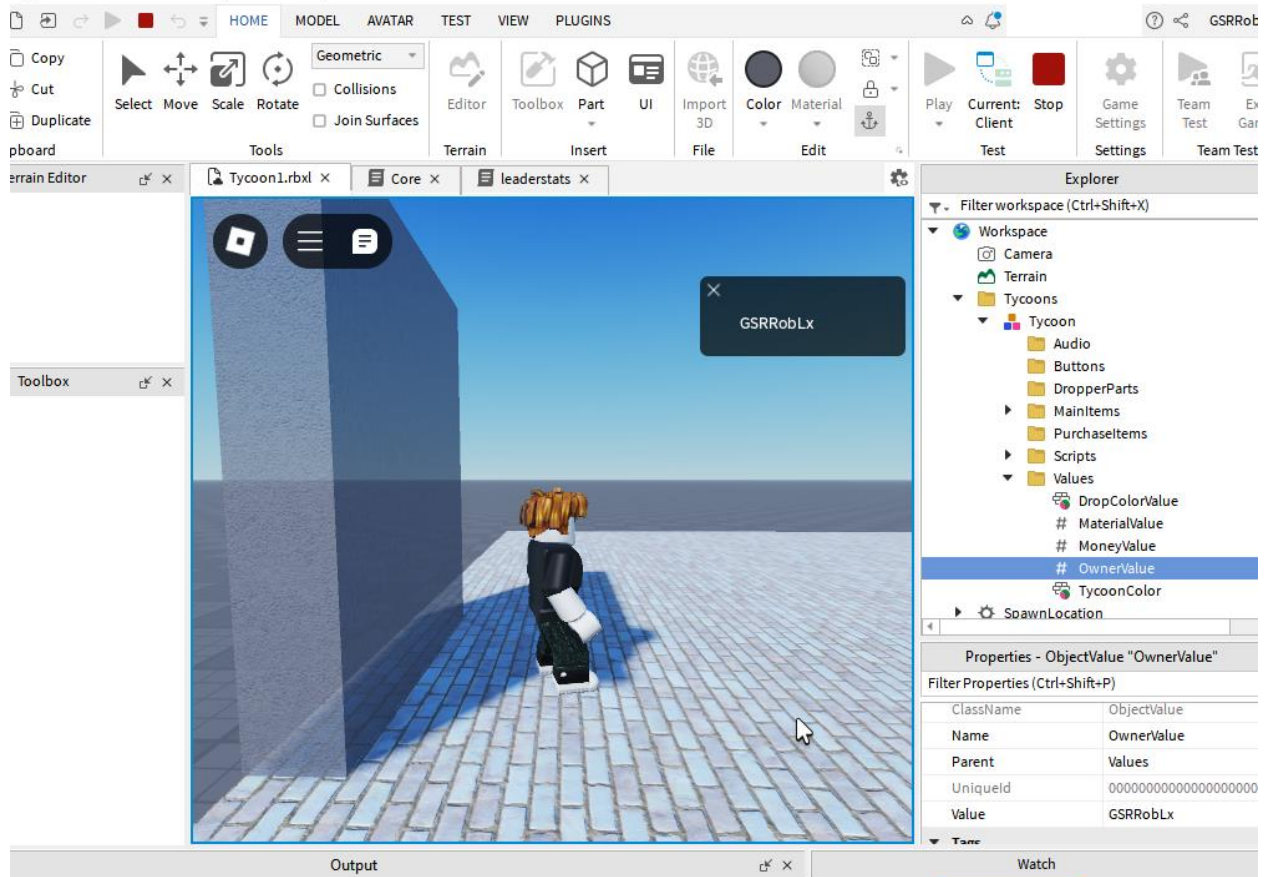 HOME MODEL AVATAR TEST VIEW PLUGINS GSRRob
Copy
Cut
Duplicate
pboard
Select Move Scale Rotate
Geometric
Collisions
Join Surfaces
Tools
Editor
Terrain
Toolbox Part UI
Insert
Import
3D
File
Color Material
Edit
Play Current:
Client Stop
Test
Game
Settings
Settings
Team
Test
Ex
Gar
Team Test
errain Editor
Tycoon1.rbxl Core leaderstats
Toolbox
GSRRobLx
Explorer
Filter workspace (Ctrl+Shift+X)
Workspace
Camera
Terrain
Tycoons
Tycoon
Audio
Buttons
DropperParts
MainItems
PurchaseItems
Scripts
Values
DropColorValue
# MaterialValue
# MoneyValue
# OwnerValue
TycoonColor
SpawnLocation
Properties - ObjectValue "OwnerValue"
Filter Properties (Ctrl+Shift+P)
ClassName ObjectValue
Name OwnerValue
Parent Values
UniqueId 00000000000000000000
Value GSRRobLx
Tags
Output
Watch